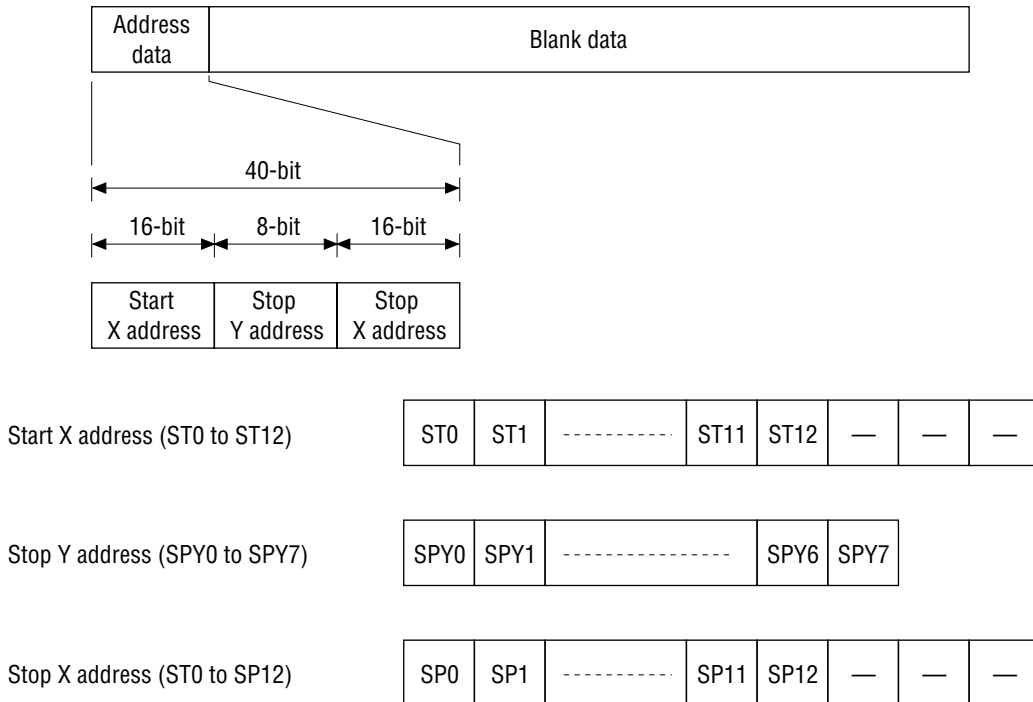 Address
data
Blank data
40-bit
16-bit 8-bit 16-bit
Start
X address
Stop
Y address
Stop
X address
Start X address (ST0 to ST12) ST0 ST1 ST11 ST12 — — —
Stop Y address (SPY0 to SPY7) SPY0 SPY1 SPY6 SPY7
Stop X address (ST0 to SP12) SP0 SP1 SP11 SP12 — — —